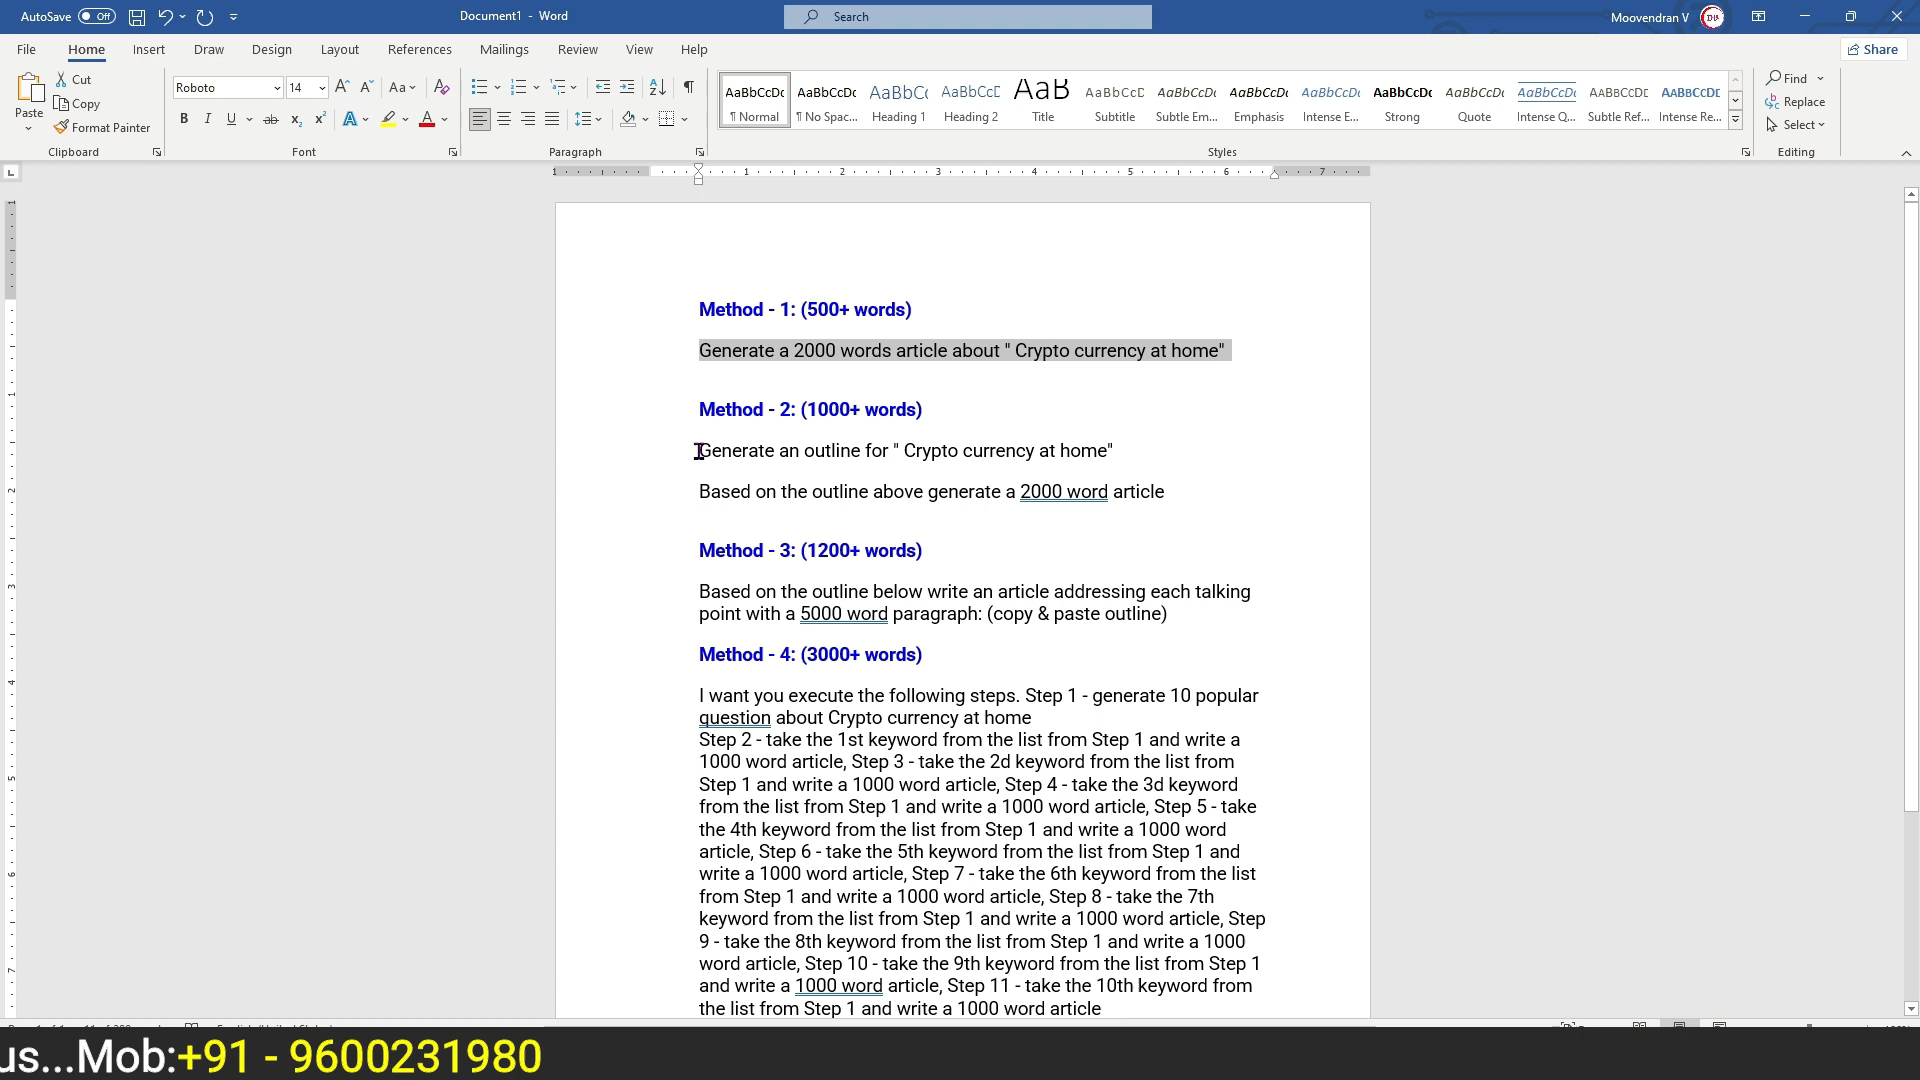 AutoSave Off Document1 - Word Search Moovendran V DV
File Home Insert Draw Design Layout References Mailings Review View Help Share
Paste Cut Copy Format Painter
Roboto 14 Aa
AaBbCcDc AaBbCcDc AaBbCc AaBbCcD AaB AaBbCcD AaBbCcDc AaBbCcDc AaBbCcDc AaBbCcDc AaBbCcDc AaBbCcDc AABBCCDE AABBCCDE
¶ Normal ¶ No Spac... Heading 1 Heading 2 Title Subtitle Subtle Em... Emphasis Intense E... Strong Quote Intense Q... Subtle Ref... Intense Re...
Find Replace Select
Clipboard Font Paragraph Styles Editing
1 1 2 3 4 5 6 7
Method - 1: (500+ words)
Generate a 2000 words article about " Crypto currency at home"
Method - 2: (1000+ words)
Generate an outline for " Crypto currency at home"
Based on the outline above generate a 2000 word article
Method - 3: (1200+ words)
Based on the outline below write an article addressing each talking
point with a 5000 word paragraph: (copy & paste outline)
Method - 4: (3000+ words)
I want you execute the following steps. Step 1 - generate 10 popular
question about Crypto currency at home
Step 2 - take the 1st keyword from the list from Step 1 and write a
1000 word article, Step 3 - take the 2d keyword from the list from
Step 1 and write a 1000 word article, Step 4 - take the 3d keyword
from the list from Step 1 and write a 1000 word article, Step 5 - take
the 4th keyword from the list from Step 1 and write a 1000 word
article, Step 6 - take the 5th keyword from the list from Step 1 and
write a 1000 word article, Step 7 - take the 6th keyword from the list
from Step 1 and write a 1000 word article, Step 8 - take the 7th
keyword from the list from Step 1 and write a 1000 word article, Step
9 - take the 8th keyword from the list from Step 1 and write a 1000
word article, Step 10 - take the 9th keyword from the list from Step 1
and write a 1000 word article, Step 11 - take the 10th keyword from
the list from Step 1 and write a 1000 word article
us...Mob:+91 - 9600231980